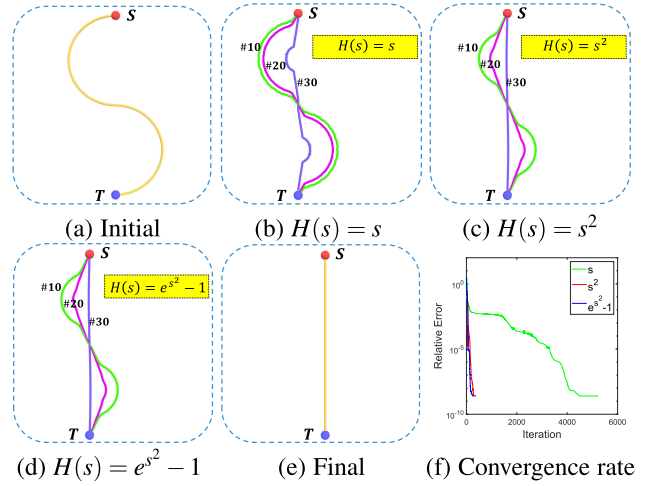 S
T
(a) Initial
S
#10
H(s) = s
#20
#30
T
(b) H(s) = s
S
#10
H(s) = s²
#20
#30
T
(c) H(s) = s²
S
#10
H(s) = e^{s²} − 1
#20
#30
T
(d) H(s) = e^{s²} − 1
S
T
(e) Final
10⁰
10⁻⁵
10⁻¹⁰
Relative Error
0
2000
4000
6000
Iteration
s
s²
e^{s²}-1
(f) Convergence rate